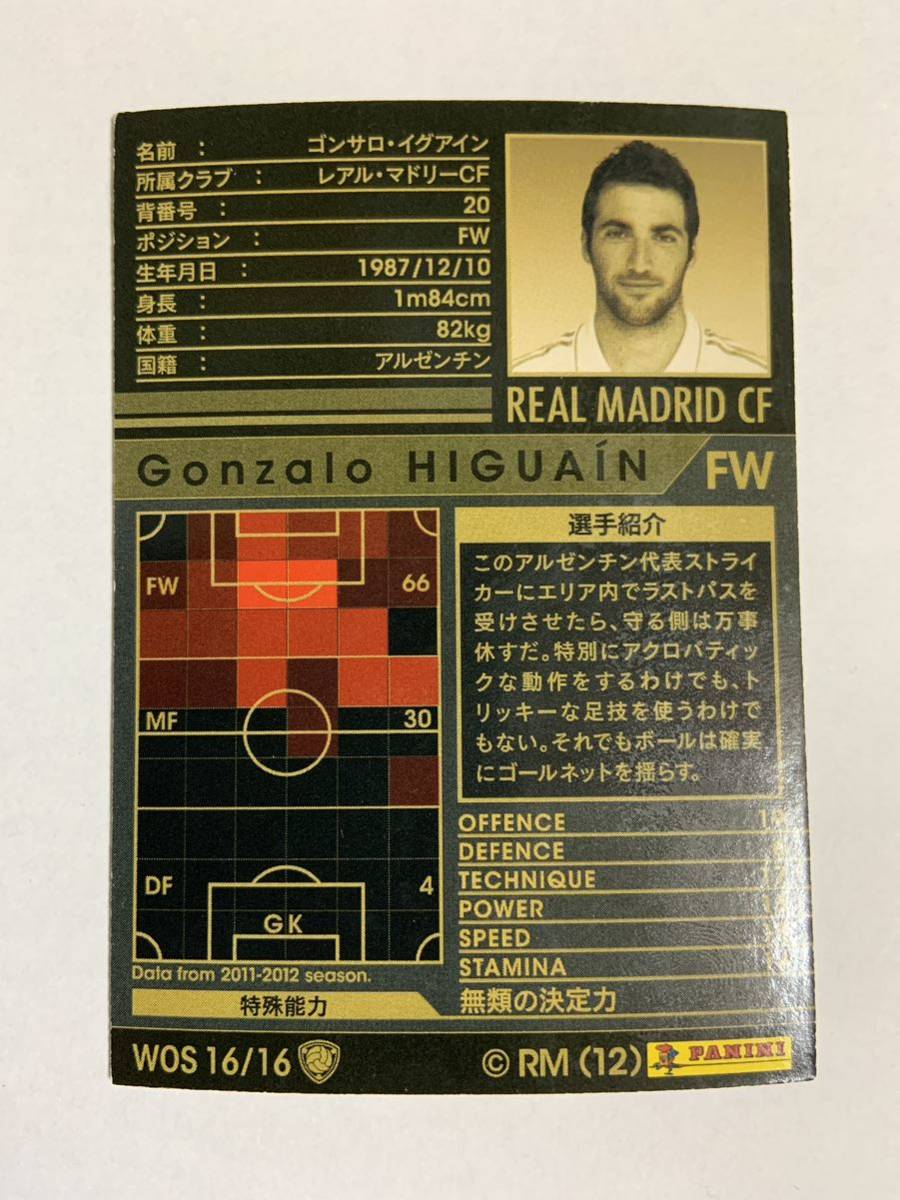 名前 : ゴンサロ・イグアイン
所属クラブ : レアル・マドリーCF
背番号 : 20
ポジション : FW
生年月日 : 1987/12/10
身長 : 1m84cm
体重 : 82kg
国籍 : アルゼンチン
REAL MADRID CF
Gonzalo HIGUAÍN
FW
FW 66
MF 30
DF 4
GK
Data from 2011-2012 season.
選手紹介
このアルゼンチン代表ストライ
カーにエリア内でラストパスを
受けさせたら、守る側は万事
休すだ。特別にアクロバティッ
クな動作をするわけでも、ト
リッキーな足技を使うわけで
もない。それでもボールは確実
にゴールネットを揺らす。
OFFENCE
DEFENCE
TECHNIQUE
POWER
SPEED
STAMINA
特殊能力 無類の決定力
WOS 16/16
© RM (12) PANINI